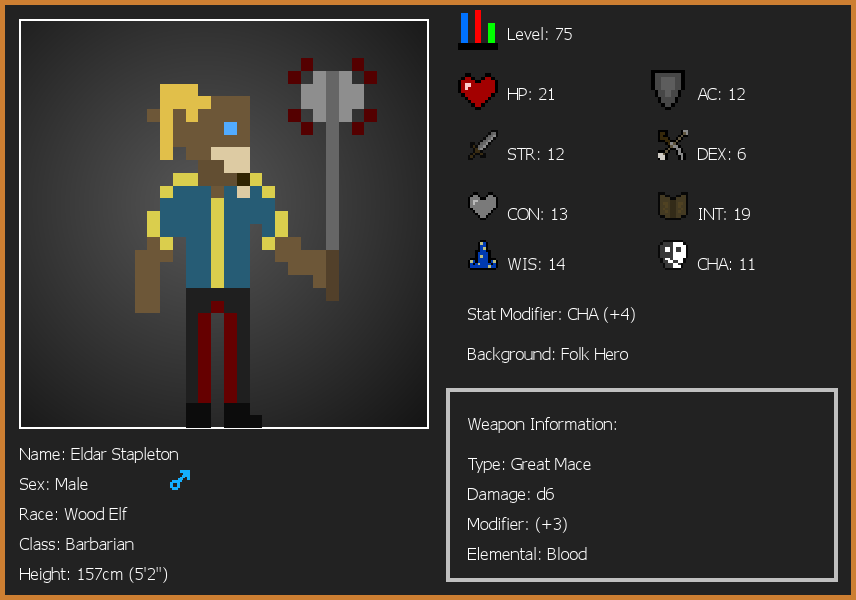 Level: 75
HP: 21
AC: 12
STR: 12
DEX: 6
CON: 13
INT: 19
WIS: 14
CHA: 11
Stat Modifier: CHA (+4)
Background: Folk Hero
Weapon Information:
Type: Great Mace
Damage: d6
Modifier: (+3)
Elemental: Blood
Name: Eldar Stapleton
Sex: Male
Race: Wood Elf
Class: Barbarian
Height: 157cm (5'2")